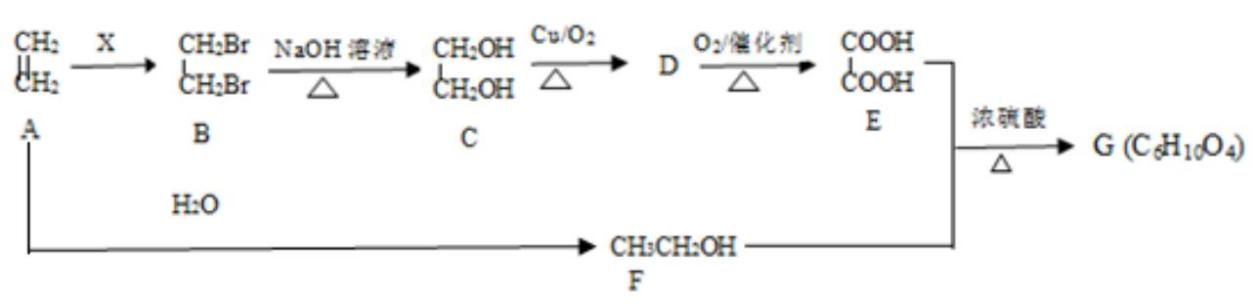 CH₂ X CH₂Br NaOH 溶液 CH₂OH Cu/O₂ D O₂/催化剂 COOH
CH₂ CH₂Br △ CH₂OH △ △ COOH
A B C E 浓硫酸 G (C₆H₁₀O₄)
△
H₂O
CH₃CH₂OH
F